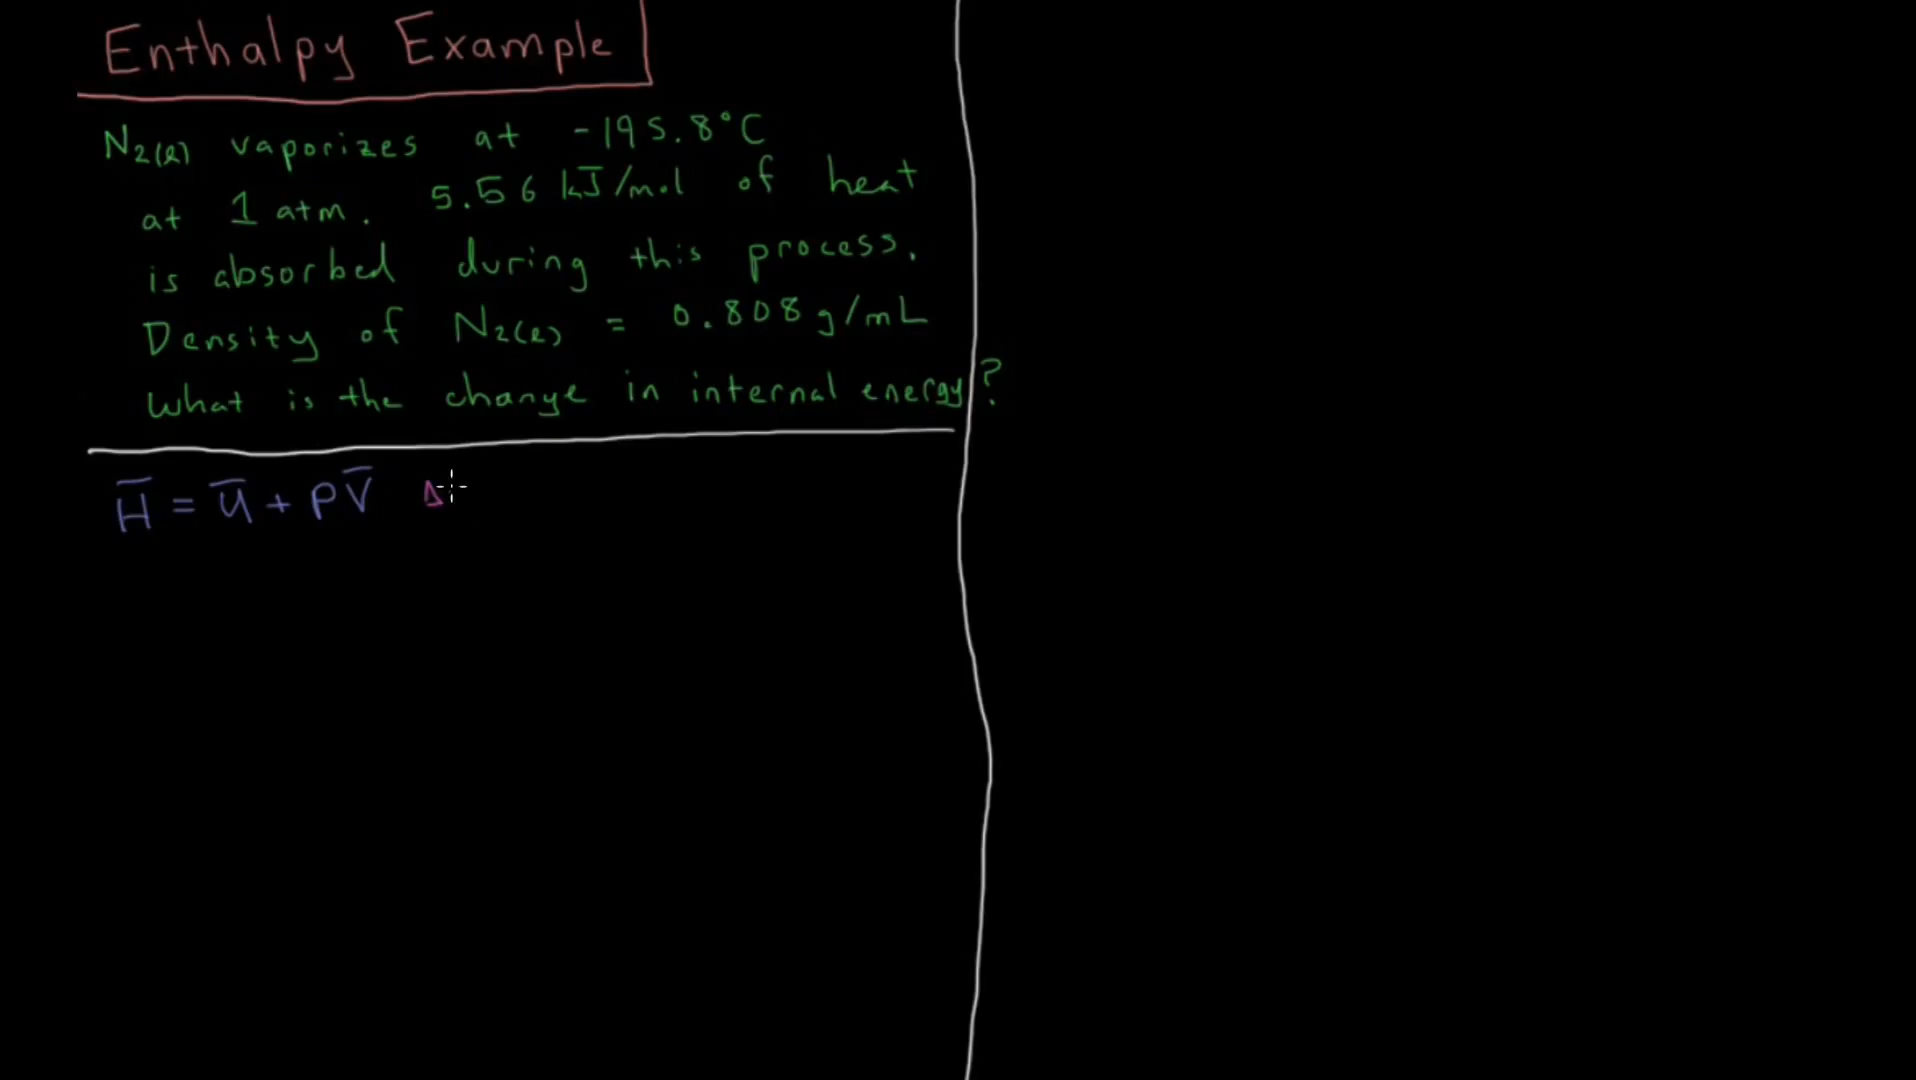 Enthalpy Example
N₂(ℓ) vaporizes at -195.8°C
at 1 atm. 5.56 kJ/mol of heat
is absorbed during this process.
Density of N₂(ℓ) = 0.808 g/mL
What is the change in internal energy?
H̅ = U̅ + PV̅ Δ